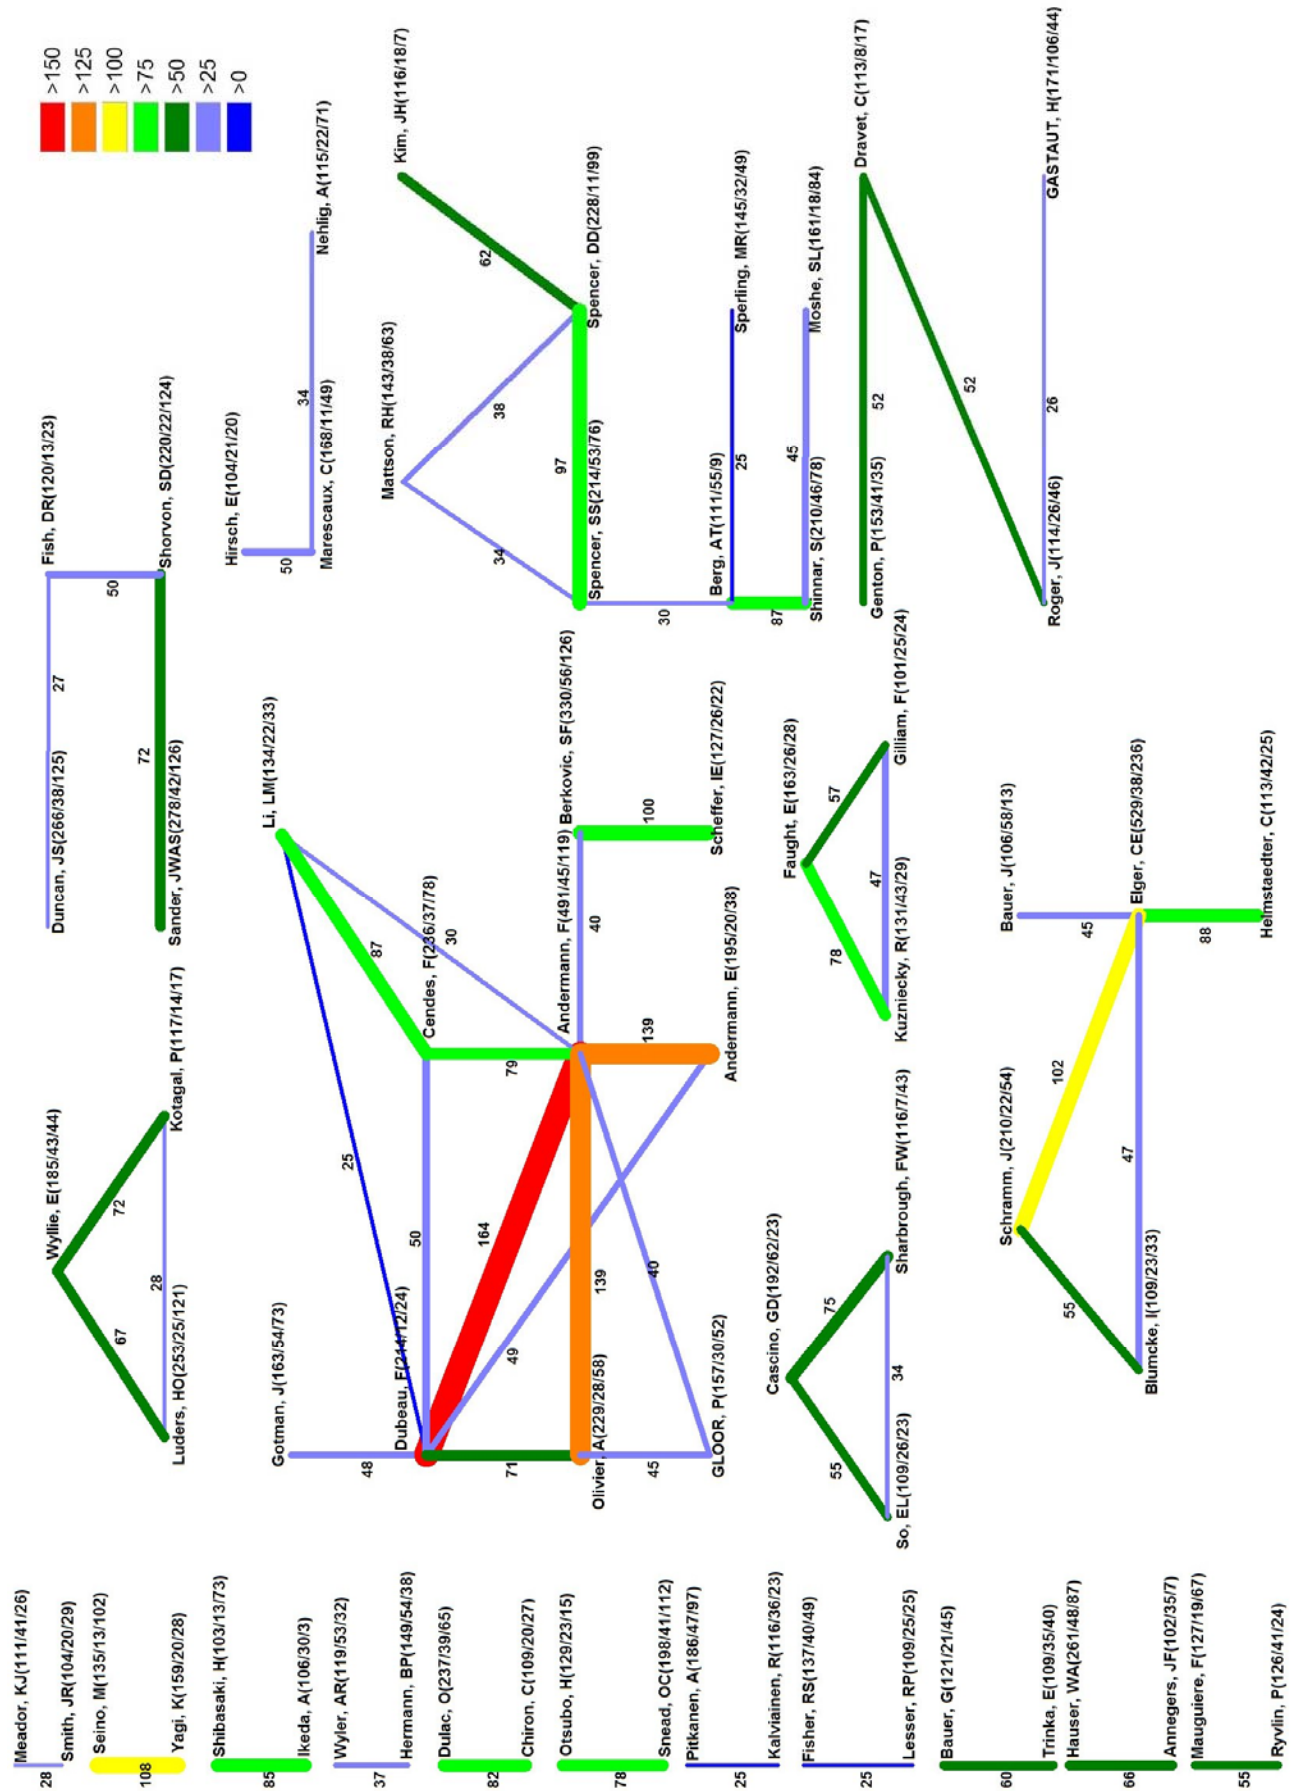 >150
>125
>100
>75
>50
>25
>0
Meador, KJ(111/41/26)
28
Smith, JR(104/20/29)
Seino, M(135/13/102)
108
Yagi, K(159/20/28)
Shibasaki, H(103/13/73)
85
Ikeda, A(106/30/3)
Wyler, AR(119/53/32)
37
Hermann, BP(149/54/38)
Dulac, O(237/39/65)
82
Chiron, C(109/20/27)
Otsubo, H(129/23/15)
78
Snead, OC(198/41/112)
Pitkanen, A(186/47/97)
25
Kalviainen, R(116/36/23)
Fisher, RS(137/40/49)
25
Lesser, RP(109/25/25)
Bauer, G(121/21/45)
60
Trinka, E(109/35/40)
Hauser, WA(261/48/87)
66
Annegers, JF(102/35/7)
Mauguiere, F(127/19/67)
55
Ryvlin, P(126/41/24)
Wyllie, E(185/43/44)
67
72
28
Luders, HO(253/25/121)
Kotagal, P(117/14/17)
Gotman, J(163/54/73)
48
Li, LM(134/22/33)
25
87
30
Dubeau, F(214/12/24)
50
Cendes, F(236/37/78)
164
79
71
49
Olivier, A(229/28/58)
139
Andermann, F(491/45/119)
40
Berkovic, SF(330/56/126)
45
40
139
100
GLOOR, P(157/30/52)
Andermann, E(195/20/38)
Scheffer, IE(127/26/22)
Cascino, GD(192/62/23)
55
75
34
So, EL(109/26/23)
Sharbrough, FW(116/7/43)
Faught, E(163/26/28)
78
57
47
Kuzniecky, R(131/43/29)
Gilliam, F(101/25/24)
Schramm, J(210/22/54)
102
Bauer, J(106/58/13)
45
55
47
Blumcke, I(109/23/33)
Elger, CE(529/38/236)
88
Helmstaedter, C(113/42/25)
Duncan, JS(266/38/125)
27
Fish, DR(120/13/23)
50
72
Sander, JWAS(278/42/126)
Shorvon, SD(220/22/124)
Hirsch, E(104/21/20)
50
34
Marescaux, C(168/11/49)
Nehlig, A(115/22/71)
Mattson, RH(143/38/63)
Kim, JH(116/18/7)
34
38
62
97
Spencer, SS(214/53/76)
Spencer, DD(228/11/99)
30
Berg, AT(111/55/9)
25
Sperling, MR(145/32/49)
87
45
Shinnar, S(210/46/78)
Moshe, SL(161/18/84)
Dravet, C(113/8/17)
52
Genton, P(153/41/35)
52
Roger, J(114/26/46)
26
GASTAUT, H(171/106/44)